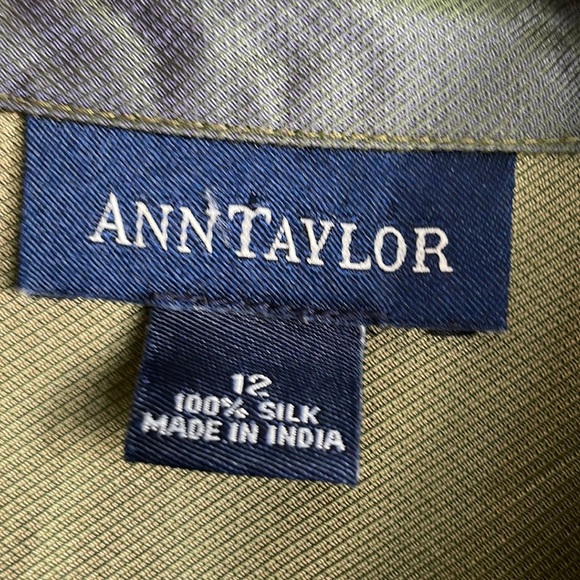 ANNTAYLOR
12
100% SILK
MADE IN INDIA